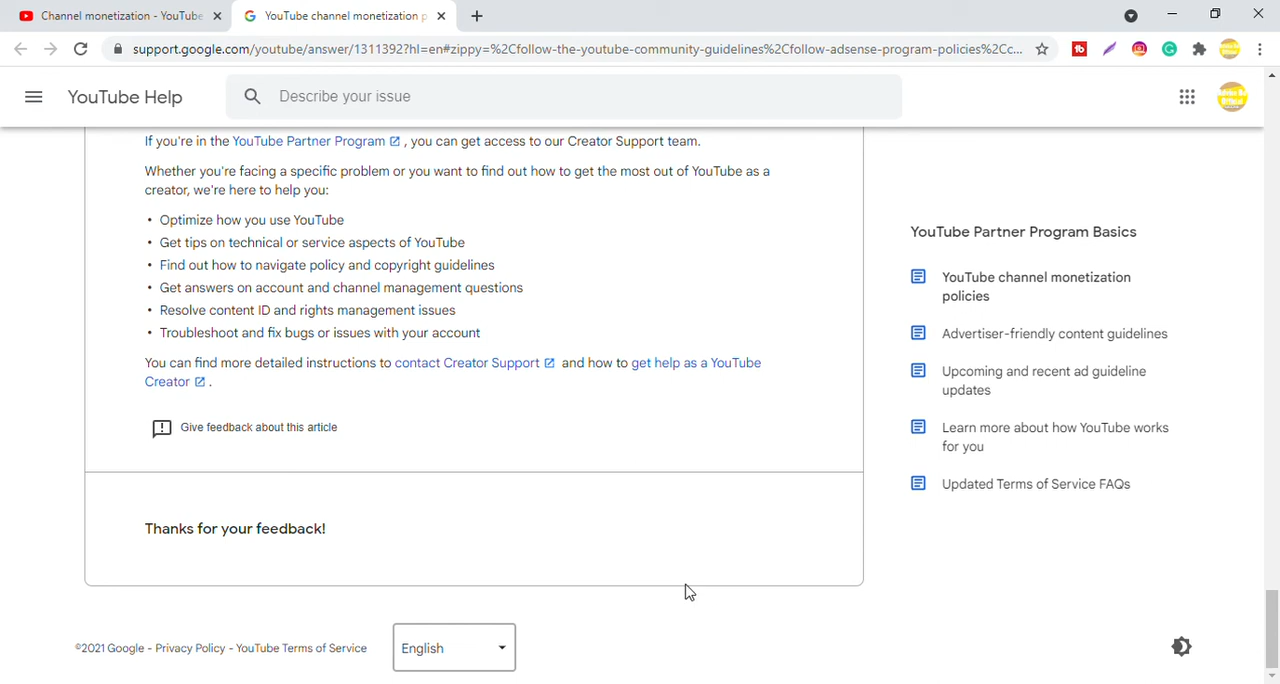 Channel monetization - YouTube
YouTube channel monetization p
support.google.com/youtube/answer/1311392?hl=en#zippy=%2Cfollow-the-youtube-community-guidelines%2Cfollow-adsense-program-policies%2Cc...
YouTube Help
Describe your issue
If you're in the YouTube Partner Program , you can get access to our Creator Support team.
Whether you're facing a specific problem or you want to find out how to get the most out of YouTube as a
creator, we're here to help you:
• Optimize how you use YouTube
• Get tips on technical or service aspects of YouTube
• Find out how to navigate policy and copyright guidelines
• Get answers on account and channel management questions
• Resolve content ID and rights management issues
• Troubleshoot and fix bugs or issues with your account
You can find more detailed instructions to contact Creator Support and how to get help as a YouTube
Creator .
Give feedback about this article
Thanks for your feedback!
YouTube Partner Program Basics
YouTube channel monetization
policies
Advertiser-friendly content guidelines
Upcoming and recent ad guideline
updates
Learn more about how YouTube works
for you
Updated Terms of Service FAQs
©2021 Google - Privacy Policy - YouTube Terms of Service
English